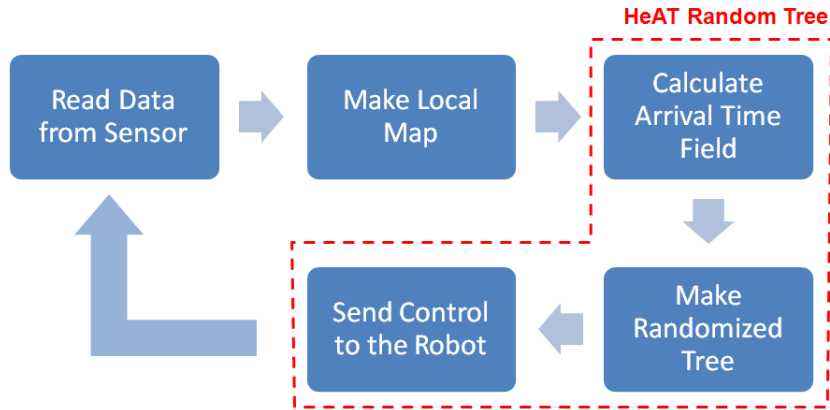 HeAT Random Tree
Read Data
from Sensor
Make Local
Map
Calculate
Arrival Time
Field
Make
Randomized
Tree
Send Control
to the Robot